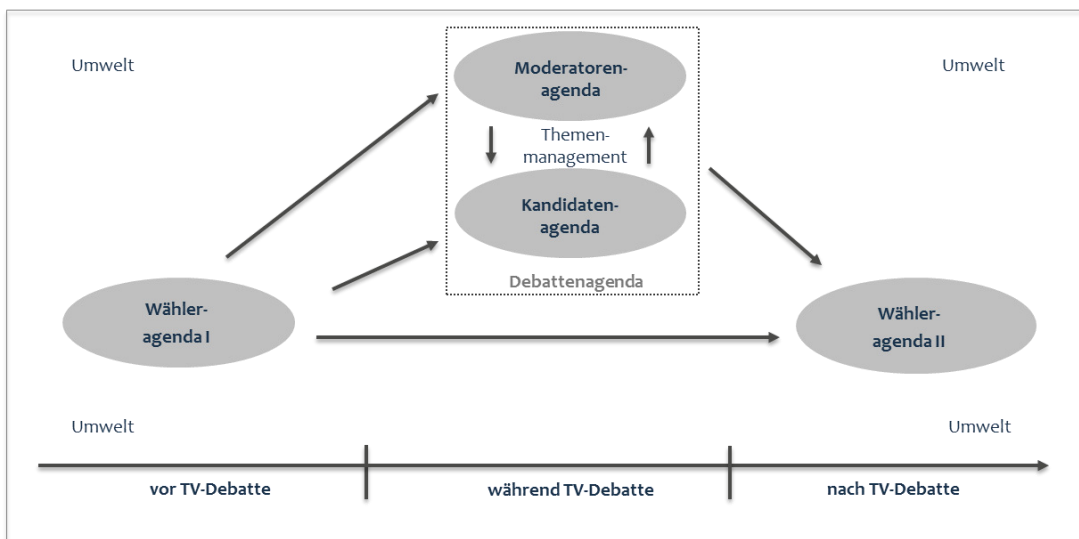 Umwelt
Umwelt
Moderatoren-
agenda
Themen-
management
Kandidaten-
agenda
Debattenagenda
Wähler-
agenda I
Wähler-
agenda II
Umwelt
Umwelt
vor TV-Debatte
während TV-Debatte
nach TV-Debatte